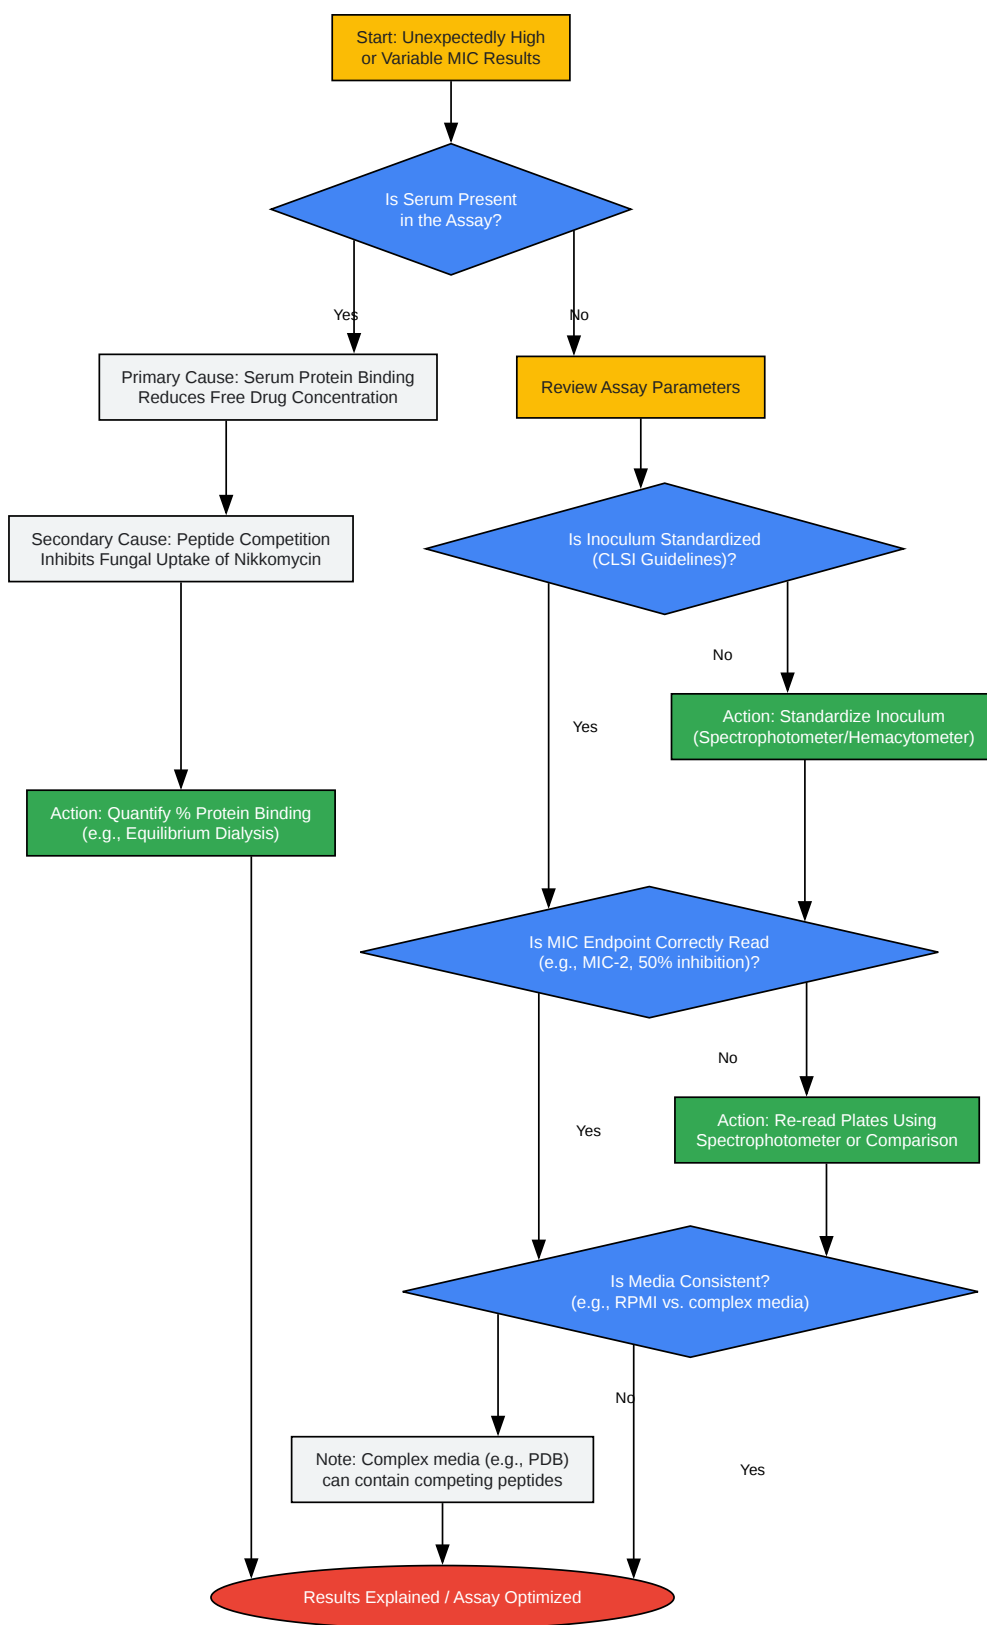 Start: Unexpectedly High
or Variable MIC Results
Is Serum Present
in the Assay?
Yes
No
Primary Cause: Serum Protein Binding
Reduces Free Drug Concentration
Review Assay Parameters
Secondary Cause: Peptide Competition
Inhibits Fungal Uptake of Nikkomycin
Is Inoculum Standardized
(CLSI Guidelines)?
No
Yes
Action: Standardize Inoculum
(Spectrophotometer/Hemacytometer)
Action: Quantify % Protein Binding
(e.g., Equilibrium Dialysis)
Is MIC Endpoint Correctly Read
(e.g., MIC-2, 50% inhibition)?
No
Yes
Action: Re-read Plates Using
Spectrophotometer or Comparison
Is Media Consistent?
(e.g., RPMI vs. complex media)
No
Yes
Note: Complex media (e.g., PDB)
can contain competing peptides
Results Explained / Assay Optimized